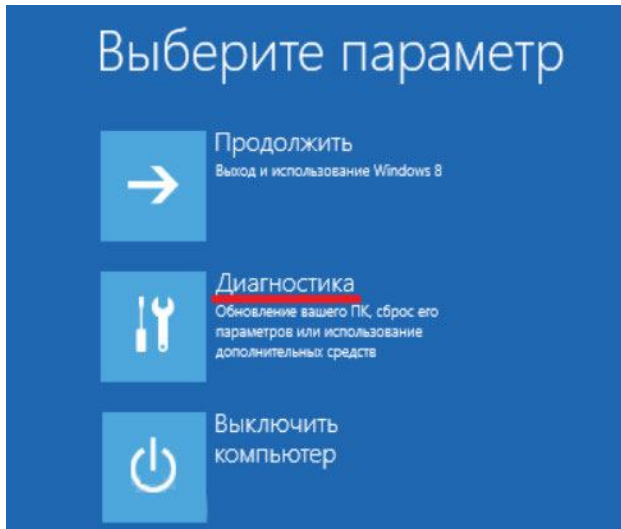 Выберите параметр
Продолжить
Выход и использование Windows 8
Диагностика
Обновление вашего ПК, сброс его
параметров или использование
дополнительных средств
Выключить
компьютер